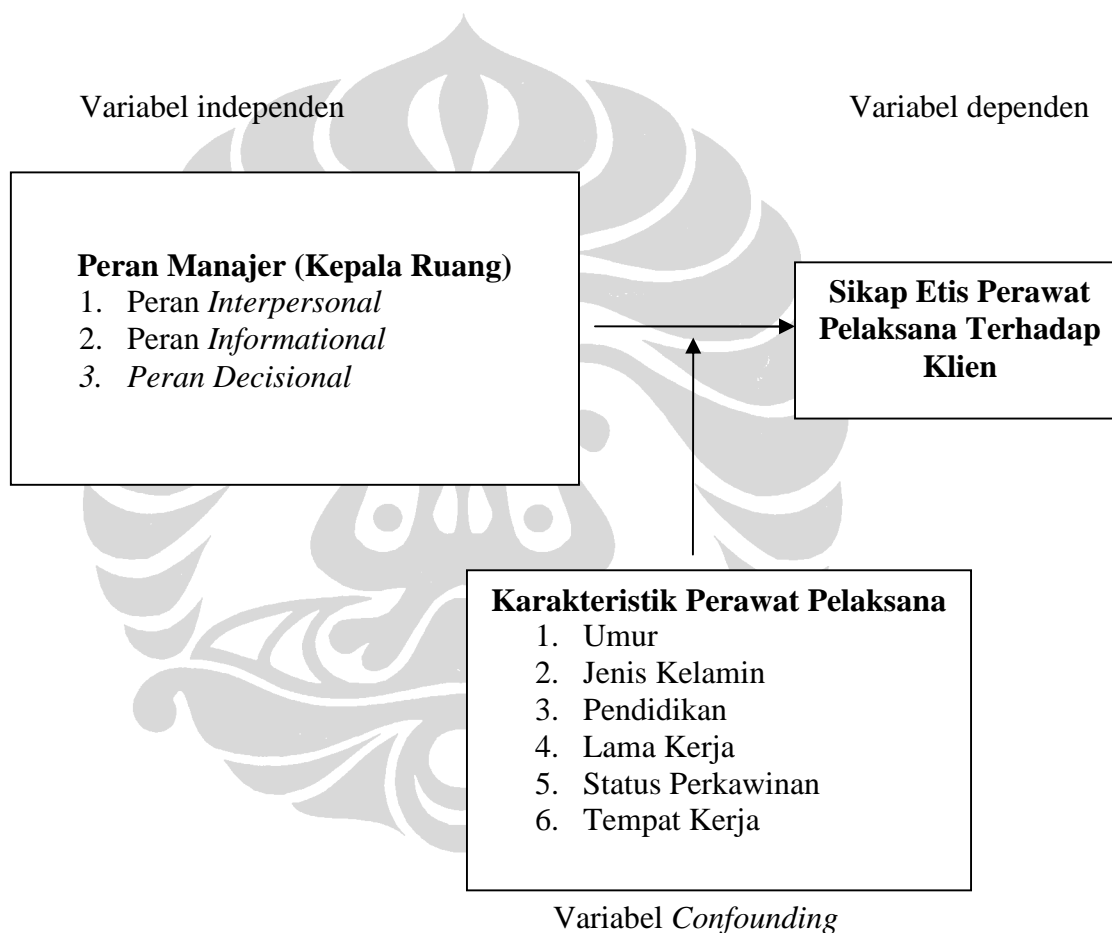 Variabel independen
Variabel dependen
Peran Manajer (Kepala Ruang)
1. Peran Interpersonal
2. Peran Informational
3. Peran Decisional
Sikap Etis Perawat
Pelaksana Terhadap
Klien
Karakteristik Perawat Pelaksana
1. Umur
2. Jenis Kelamin
3. Pendidikan
4. Lama Kerja
5. Status Perkawinan
6. Tempat Kerja
Variabel Confounding